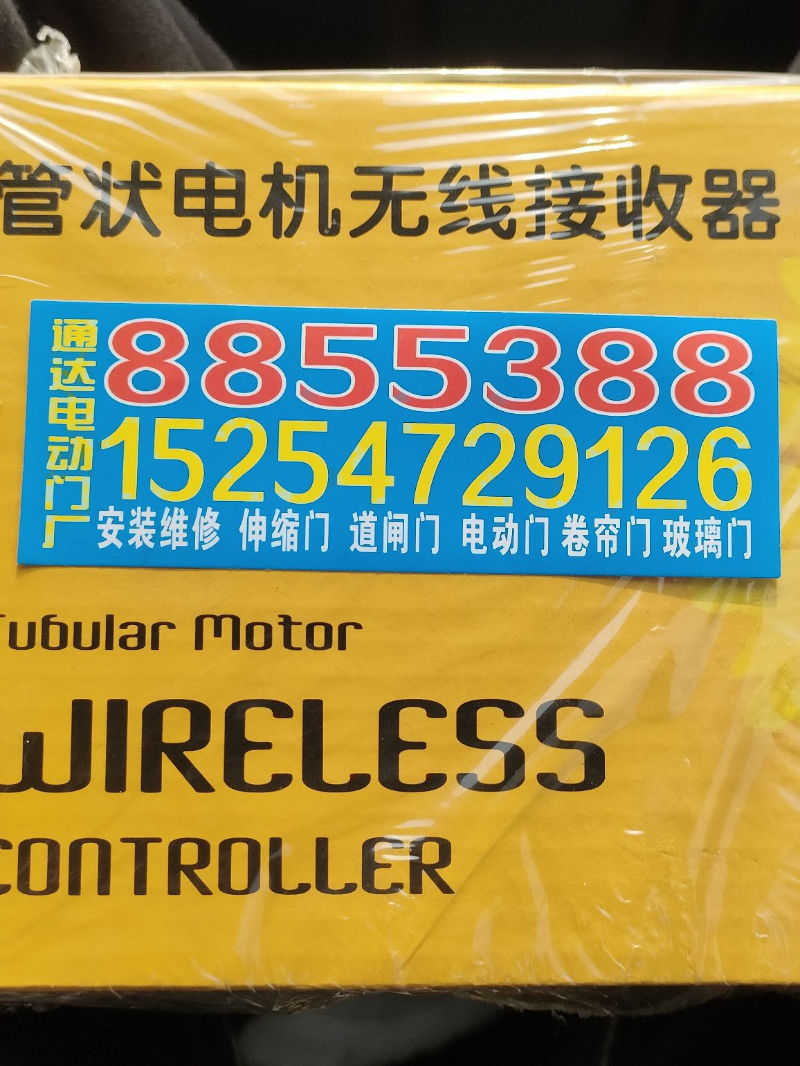 管状电机无线接收器
通达电动门厂
8855388
15254729126
安装维修 伸缩门 道闸门 电动门 卷帘门 玻璃门
Tubular Motor
WIRELESS
CONTROLLER